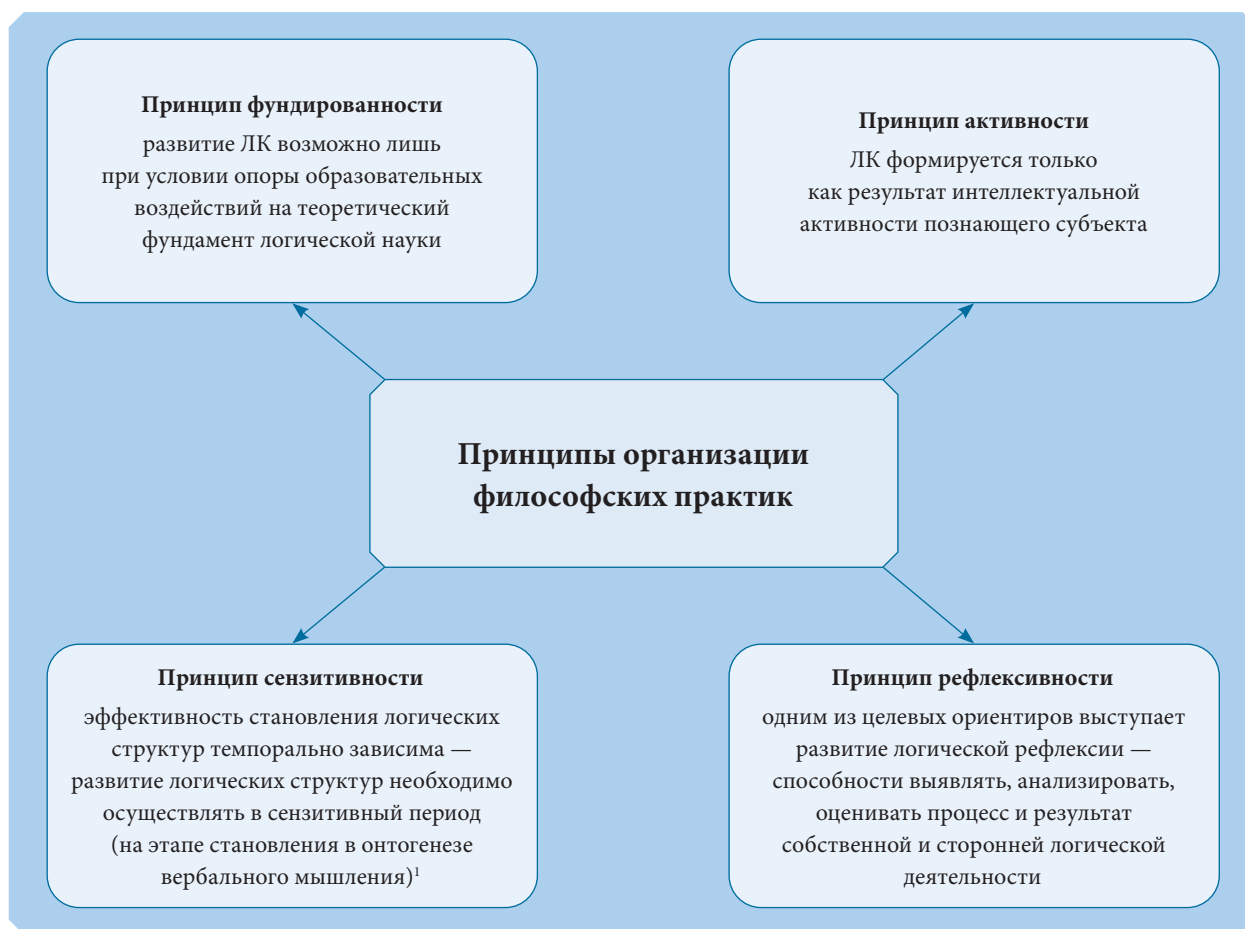 Принцип фундированности
развитие ЛК возможно лишь
при условии опоры образовательных
воздействий на теоретический
фундамент логической науки
Принцип активности
ЛК формируется только
как результат интеллектуальной
активности познающего субъекта
Принципы организации
философских практик
Принцип сензитивности
эффективность становления логических
структур темпорально зависима —
развитие логических структур необходимо
осуществлять в сензитивный период
(на этапе становления в онтогенезе
вербального мышления)¹
Принцип рефлексивности
одним из целевых ориентиров выступает
развитие логической рефлексии —
способности выявлять, анализировать,
оценивать процесс и результат
собственной и сторонней логической
деятельности